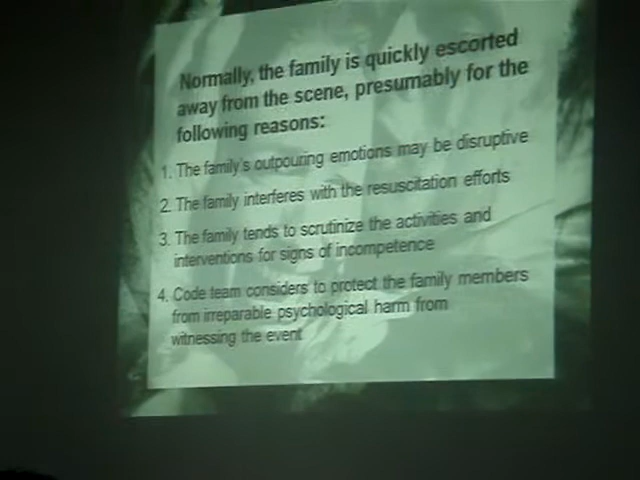 Normally, the family is quickly escorted
away from the scene, presumably for the
following reasons:
1. The family's outpouring emotions may be disruptive
2. The family interferes with the resuscitation efforts
3. The family tends to scrutinize the activities and
interventions for signs of incompetence
4. Code team considers to protect the family members
from irreparable psychological harm from
witnessing the event